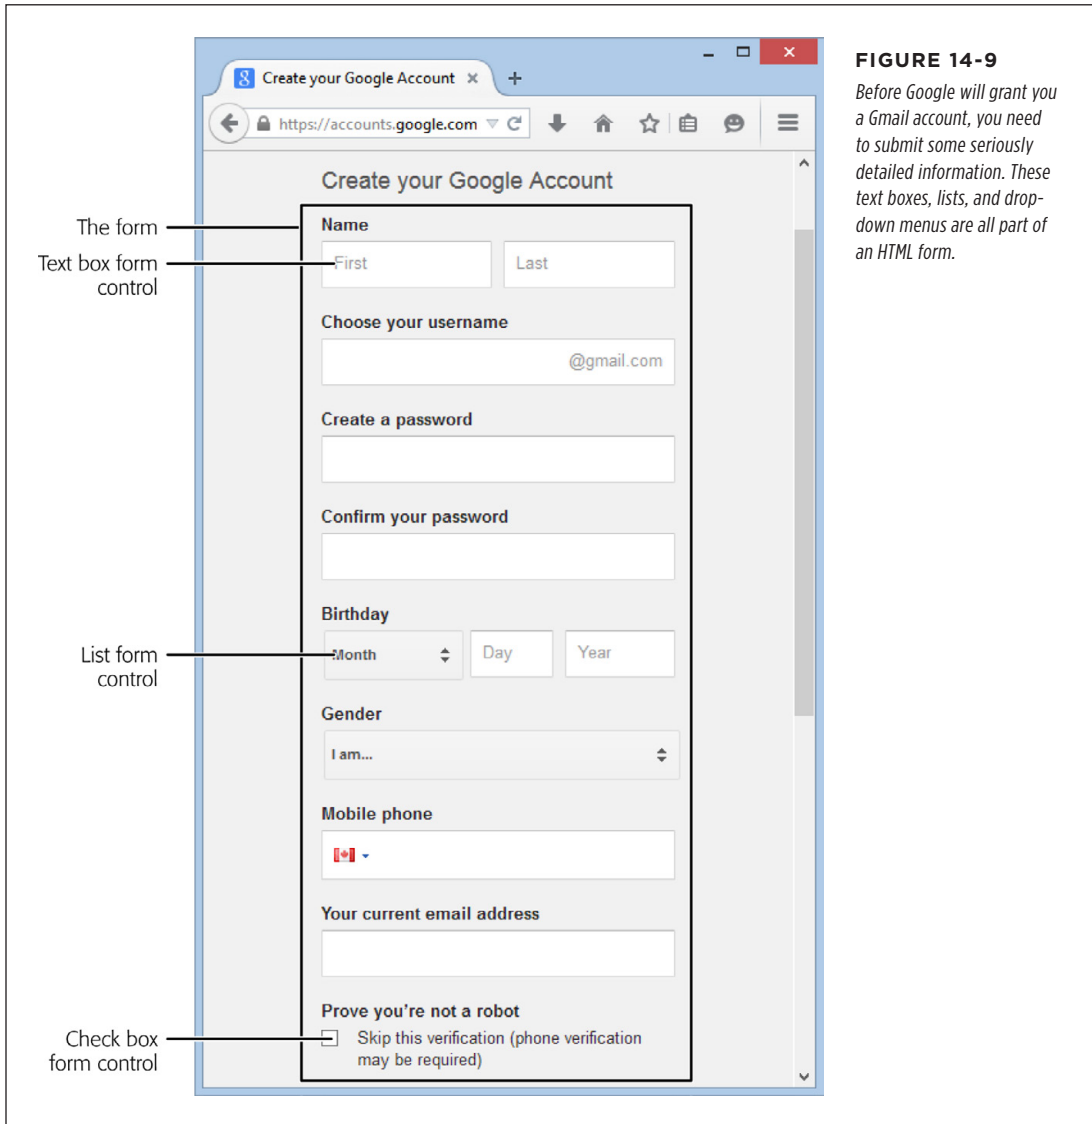 Create your Google Account
https://accounts.google.com
Create your Google Account
The form
Name
Text box form
control
First
Last
Choose your username
@gmail.com
Create a password
Confirm your password
Birthday
List form
control
Month
Day
Year
Gender
I am...
Mobile phone
Your current email address
Prove you're not a robot
Check box
form control
Skip this verification (phone verification
may be required)
FIGURE 14-9
Before Google will grant you
a Gmail account, you need
to submit some seriously
detailed information. These
text boxes, lists, and drop-
down menus are all part of
an HTML form.